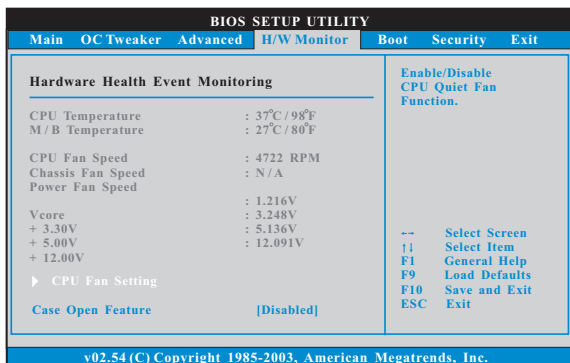 BIOS SETUP UTILITY
Main OC Tweaker Advanced H/W Monitor Boot Security Exit
Hardware Health Event Monitoring
CPU Temperature : 37°C / 98°F
M / B Temperature : 27°C / 80°F
CPU Fan Speed : 4722 RPM
Chassis Fan Speed : N / A
Power Fan Speed
: 1.216V
Vcore : 3.248V
+ 3.30V : 5.136V
+ 5.00V : 12.091V
+ 12.00V
CPU Fan Setting
Case Open Feature [Disabled]
Enable/Disable
CPU Quiet Fan
Function.
←→ Select Screen
↑↓ Select Item
F1 General Help
F9 Load Defaults
F10 Save and Exit
ESC Exit
v02.54 (C) Copyright 1985-2003, American Megatrends, Inc.